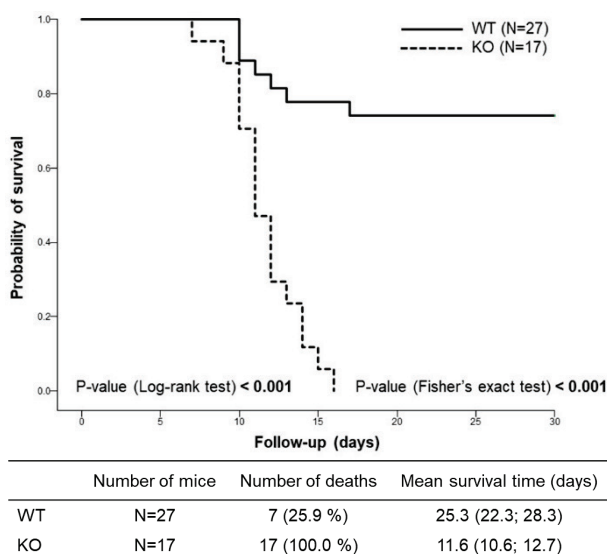 WT (N=27)
KO (N=17)
Probability of survival
1.0
0.8
0.6
0.4
0.2
0.0
P-value (Log-rank test) < 0.001
P-value (Fisher's exact test) < 0.001
0 5 10 15 20 25 30
Follow-up (days)
Number of mice Number of deaths Mean survival time (days)
WT N=27 7 (25.9 %) 25.3 (22.3; 28.3)
KO N=17 17 (100.0 %) 11.6 (10.6; 12.7)